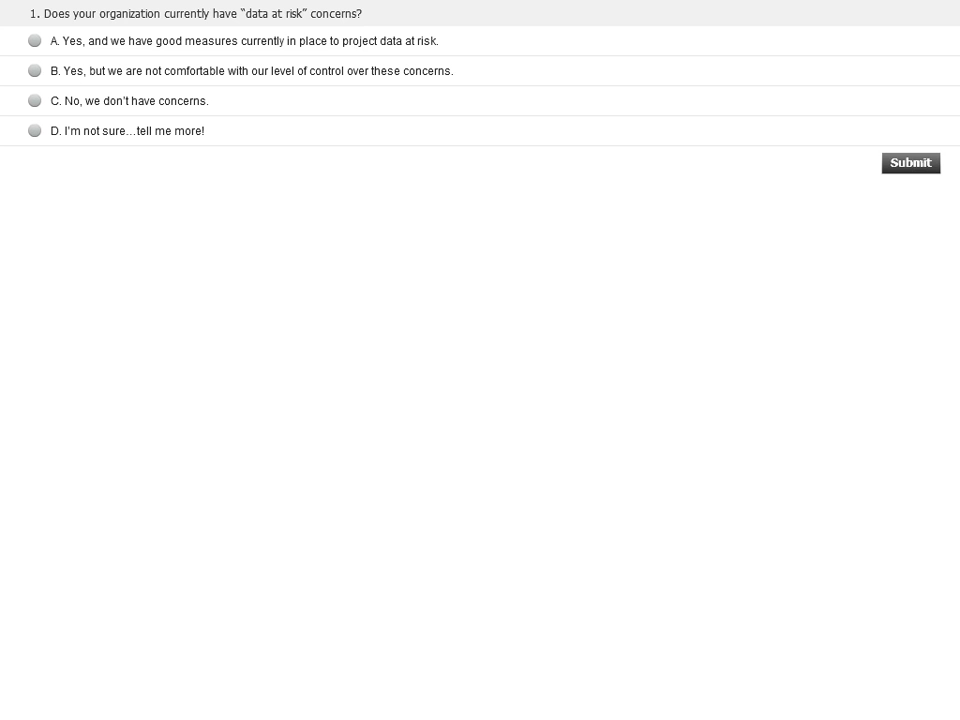 1. Does your organization currently have “data at risk” concerns?
A. Yes, and we have good measures currently in place to project data at risk.
B. Yes, but we are not comfortable with our level of control over these concerns.
C. No, we don’t have concerns.
D. I’m not sure…tell me more!
Submit